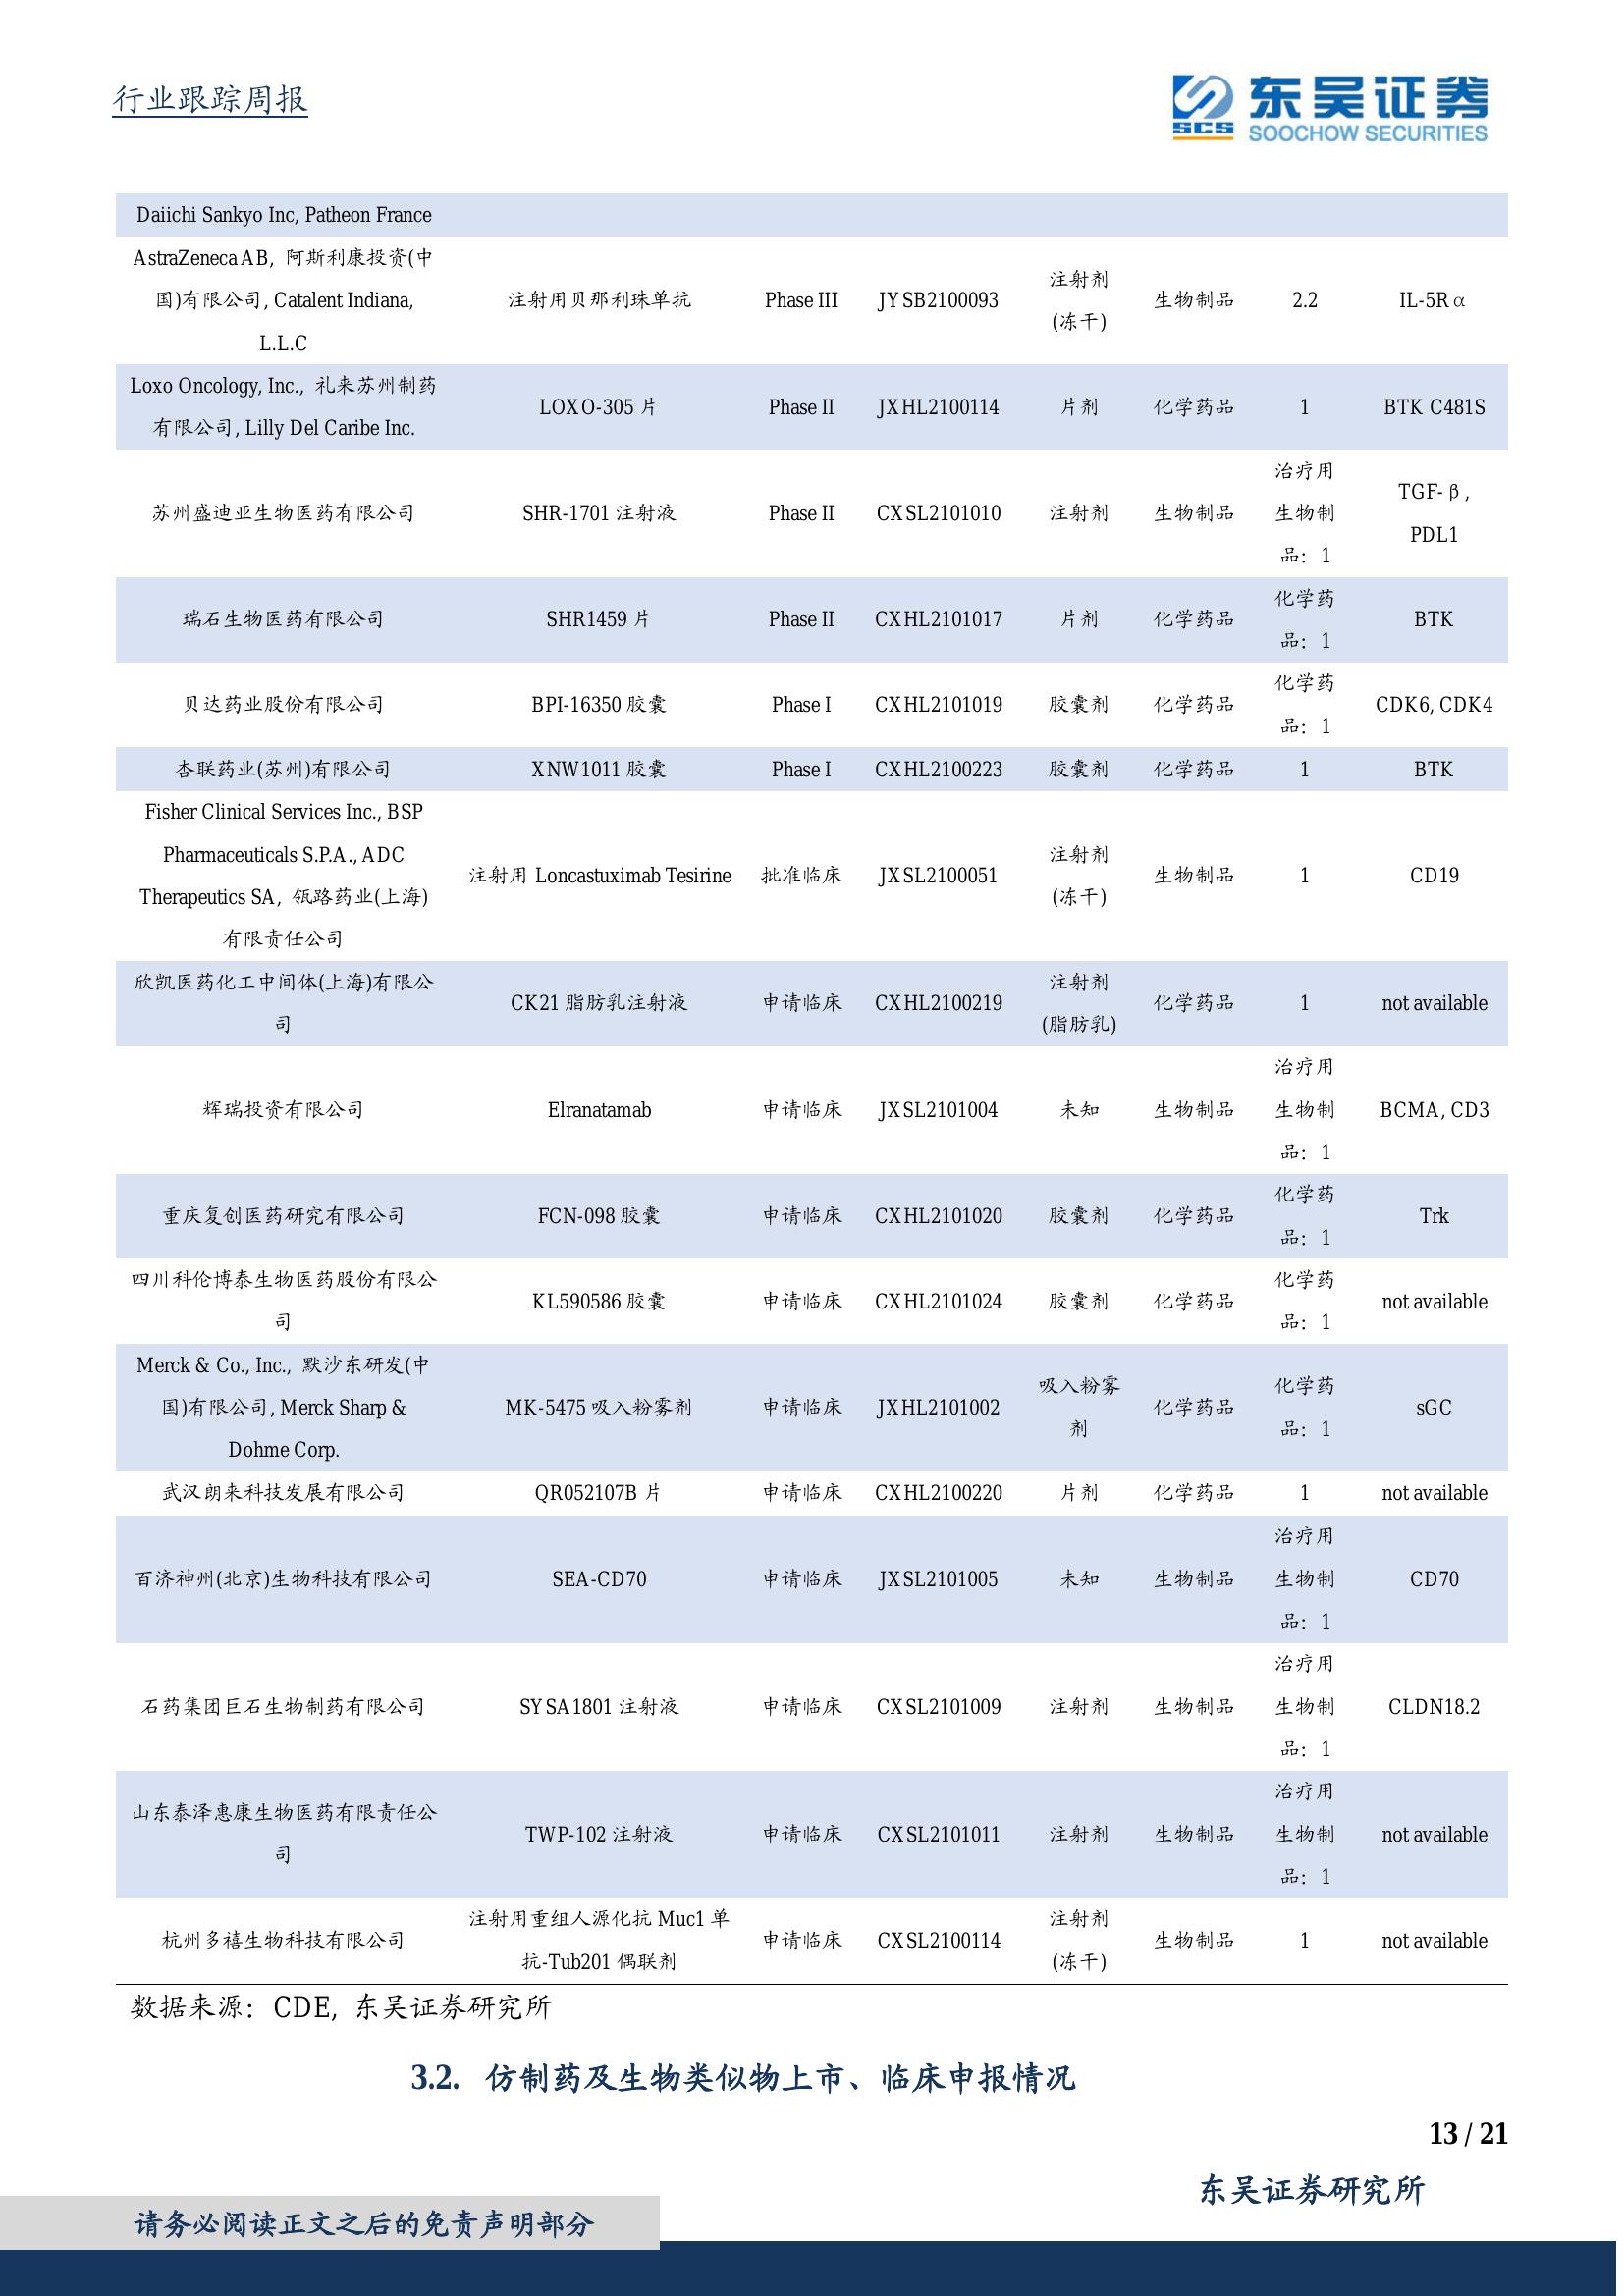 行业跟踪周报
SCS 东吴证券
SOOCHOW SECURITIES
Daiichi Sankyo Inc, Patheon France
AstraZeneca AB, 阿斯利康投资(中
国)有限公司, Catalent Indiana,
L.L.C
注射用贝那利珠单抗
Phase III
JYSB2100093
注射剂
(冻干)
生物制品
2.2
IL-5Rα
Loxo Oncology, Inc., 礼来苏州制药
有限公司, Lilly Del Caribe Inc.
LOXO-305 片
Phase II
JXHL2100114
片剂
化学药品
1
BTK C481S
苏州盛迪亚生物医药有限公司
SHR-1701 注射液
Phase II
CXSL2101010
注射剂
生物制品
治疗用
生物制
品：1
TGF-β,
PDL1
瑞石生物医药有限公司
SHR1459 片
Phase II
CXHL2101017
片剂
化学药品
化学药
品：1
BTK
贝达药业股份有限公司
BPI-16350 胶囊
Phase I
CXHL2101019
胶囊剂
化学药品
化学药
品：1
CDK6, CDK4
杏联药业(苏州)有限公司
XNW1011 胶囊
Phase I
CXHL2100223
胶囊剂
化学药品
1
BTK
Fisher Clinical Services Inc., BSP
Pharmaceuticals S.P.A., ADC
Therapeutics SA, 瓴路药业(上海)
有限责任公司
注射用 Loncastuximab Tesirine
批准临床
JXSL2100051
注射剂
(冻干)
生物制品
1
CD19
欣凯医药化工中间体(上海)有限公
司
CK21 脂肪乳注射液
申请临床
CXHL2100219
注射剂
(脂肪乳)
化学药品
1
not available
辉瑞投资有限公司
Elranatamab
申请临床
JXSL2101004
未知
生物制品
治疗用
生物制
品：1
BCMA, CD3
重庆复创医药研究有限公司
FCN-098 胶囊
申请临床
CXHL2101020
胶囊剂
化学药品
化学药
品：1
Trk
四川科伦博泰生物医药股份有限公
司
KL590586 胶囊
申请临床
CXHL2101024
胶囊剂
化学药品
化学药
品：1
not available
Merck & Co., Inc., 默沙东研发(中
国)有限公司, Merck Sharp &
Dohme Corp.
MK-5475 吸入粉雾剂
申请临床
JXHL2101002
吸入粉雾
剂
化学药品
化学药
品：1
sGC
武汉朗来科技发展有限公司
QR052107B 片
申请临床
CXHL2100220
片剂
化学药品
1
not available
百济神州(北京)生物科技有限公司
SEA-CD70
申请临床
JXSL2101005
未知
生物制品
治疗用
生物制
品：1
CD70
石药集团巨石生物制药有限公司
SYSA1801 注射液
申请临床
CXSL2101009
注射剂
生物制品
治疗用
生物制
品：1
CLDN18.2
山东泰泽惠康生物医药有限责任公
司
TWP-102 注射液
申请临床
CXSL2101011
注射剂
生物制品
治疗用
生物制
品：1
not available
杭州多禧生物科技有限公司
注射用重组人源化抗 Muc1 单
抗-Tub201 偶联剂
申请临床
CXSL2100114
注射剂
(冻干)
生物制品
1
not available
数据来源：CDE, 东吴证券研究所
3.2. 仿制药及生物类似物上市、临床申报情况
13 / 21
东吴证券研究所
请务必阅读正文之后的免责声明部分